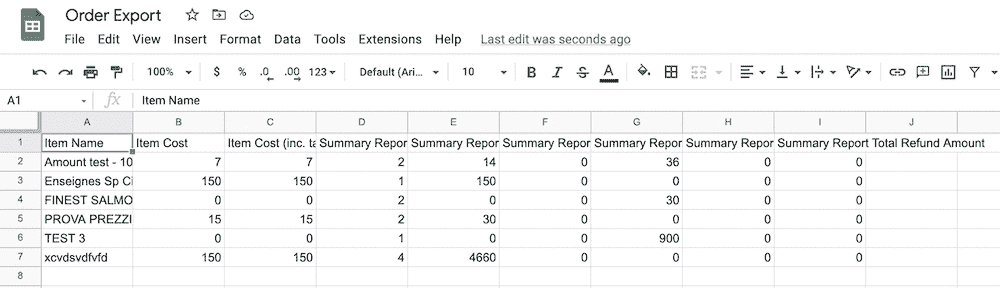 Order Export
File Edit View Insert Format Data Tools Extensions Help Last edit was seconds ago
100% $ % .0 .00 123 Default (Ari... 10 B I S A
A1 fx Item Name
A B C D E F G H I J
1 Item Name Item Cost Item Cost (inc. ta Summary Repor Summary Repor Summary Repor Summary Repor Summary Repor Summary Report Total Refund Amount
2 Amount test - 10 7 7 2 14 0 36 0 0
3 Enseignes Sp Ci 150 150 1 150 0 0 0 0
4 FINEST SALMO 0 0 2 0 0 30 0 0
5 PROVA PREZZI 15 15 2 30 0 0 0 0
6 TEST 3 0 0 1 0 0 900 0 0
7 xcvdsvdfvfd 150 150 4 4660 0 0 0 0
8